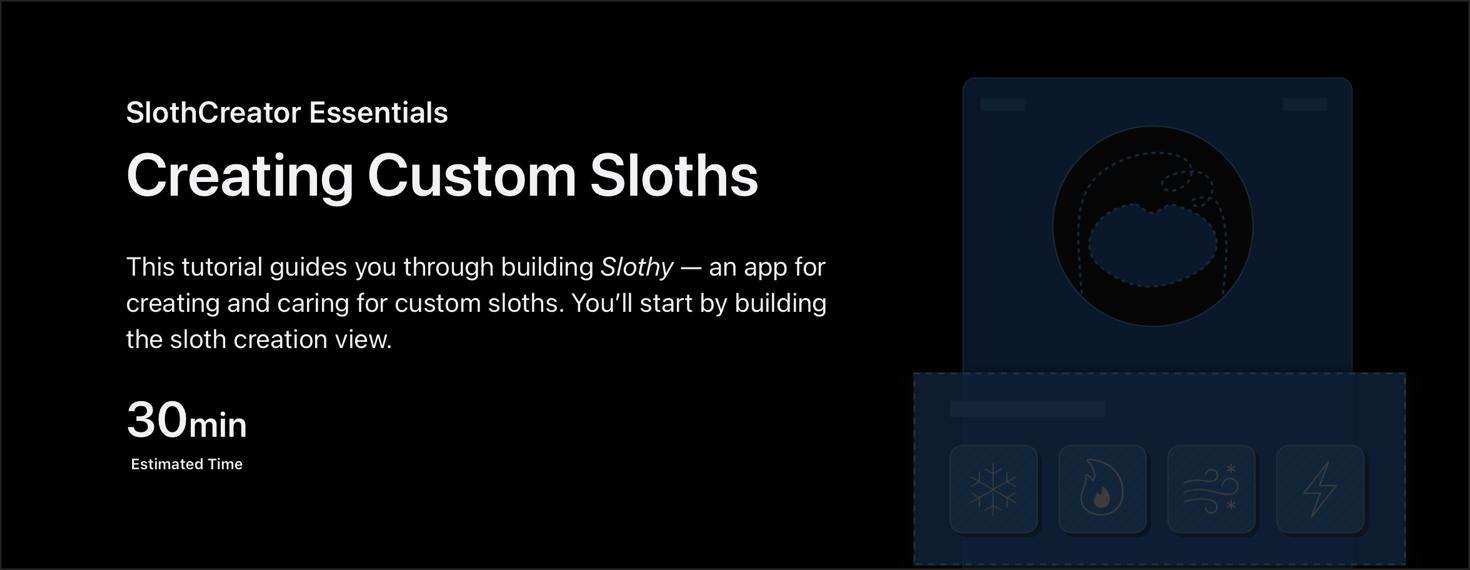 SlothCreator Essentials
Creating Custom Sloths
This tutorial guides you through building Slothy — an app for
creating and caring for custom sloths. You’ll start by building
the sloth creation view.
30min
Estimated Time